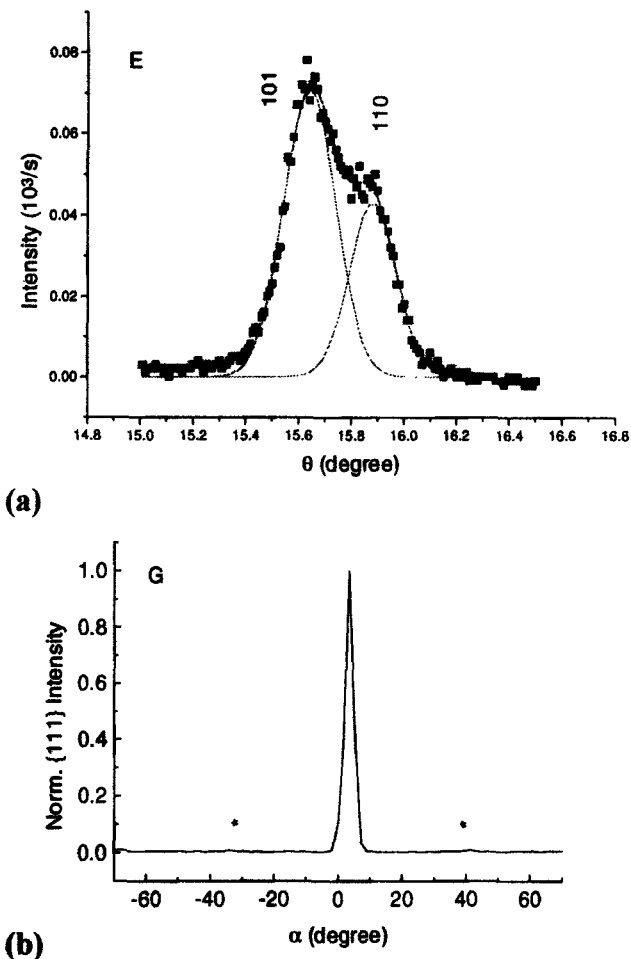 E
101
110
Intensity (10³/s)
0.08
0.06
0.04
0.02
0.00
14.8 15.0 15.2 15.4 15.6 15.8 16.0 16.2 16.4 16.6 16.8
θ (degree)
(a)
G
Norm. {111} Intensity
1.0
0.8
0.6
0.4
0.2
0.0
* *
-60 -40 -20 0 20 40 60
α (degree)
(b)